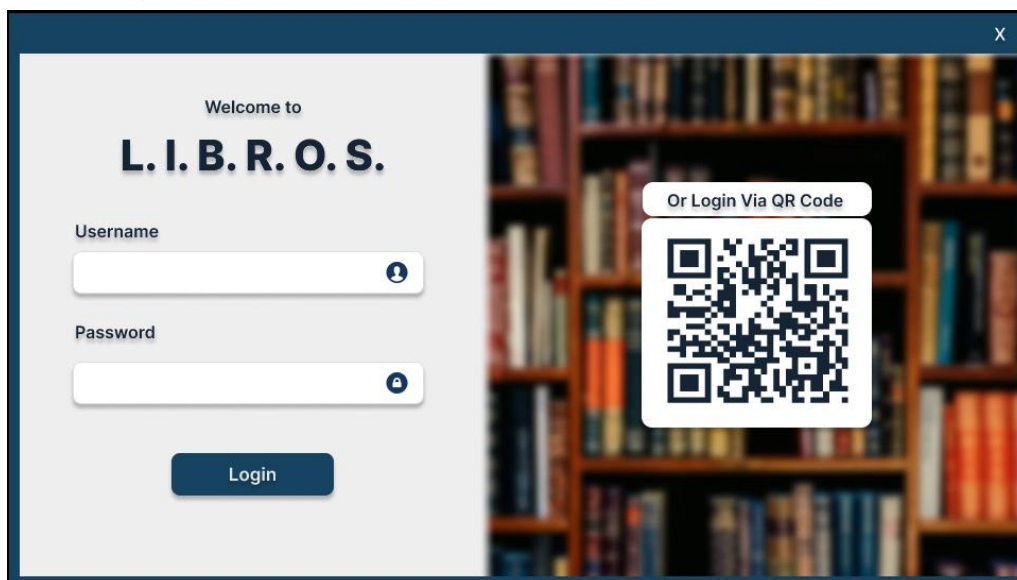 X
Welcome to
L. I. B. R. O. S.
Username
Password
Login
Or Login Via QR Code